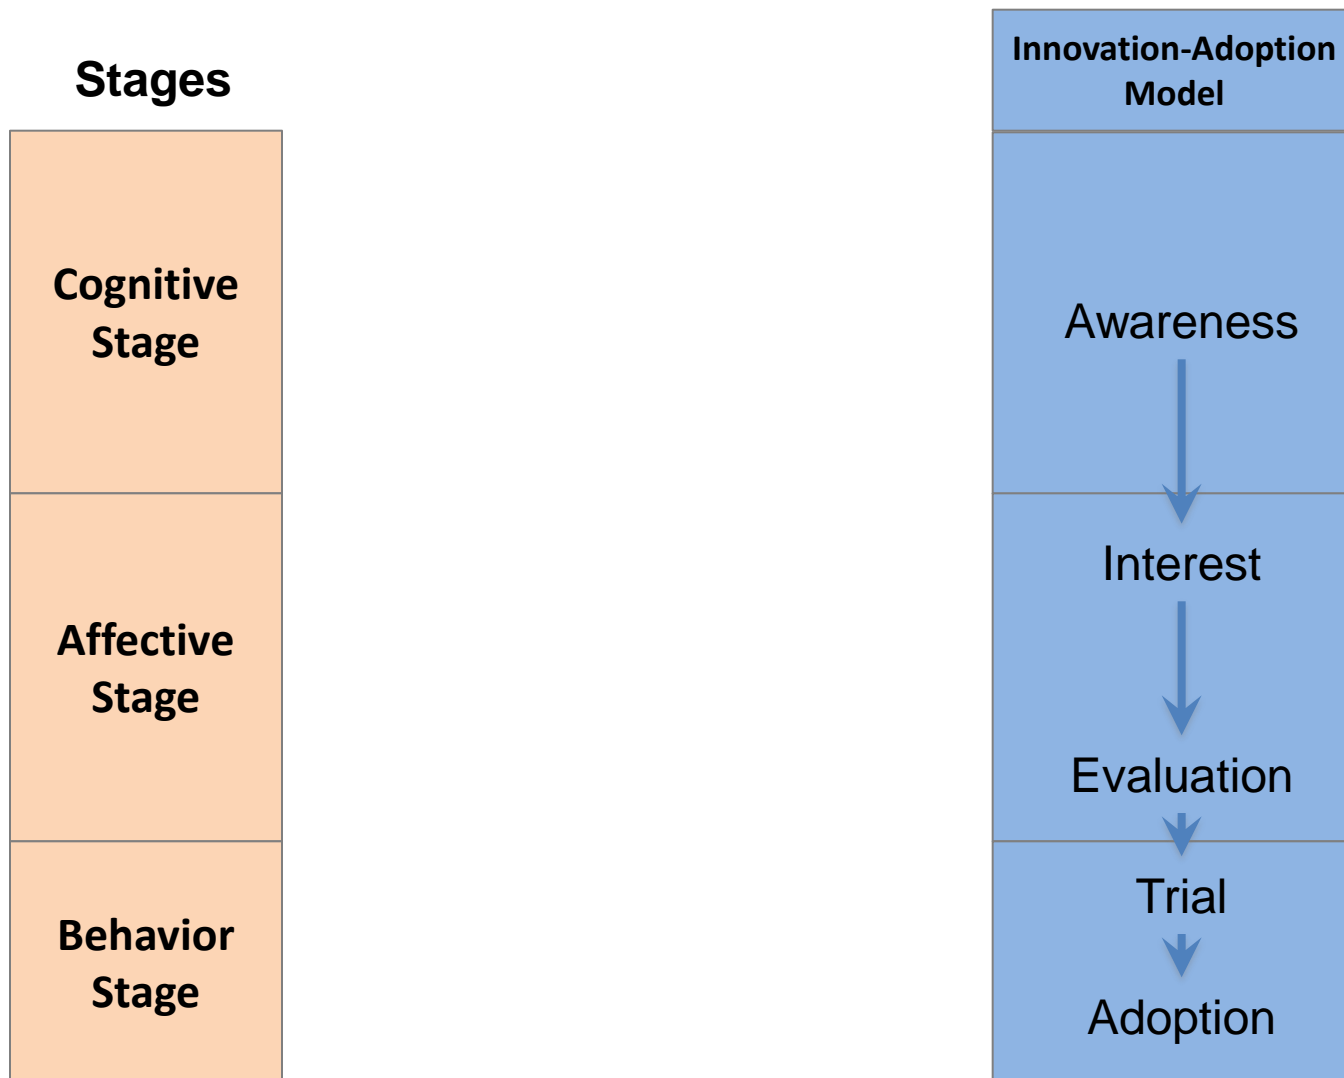 Stages
Innovation-Adoption
Model
Cognitive
Stage
Awareness
Affective
Stage
Interest
Evaluation
Behavior
Stage
Trial
Adoption